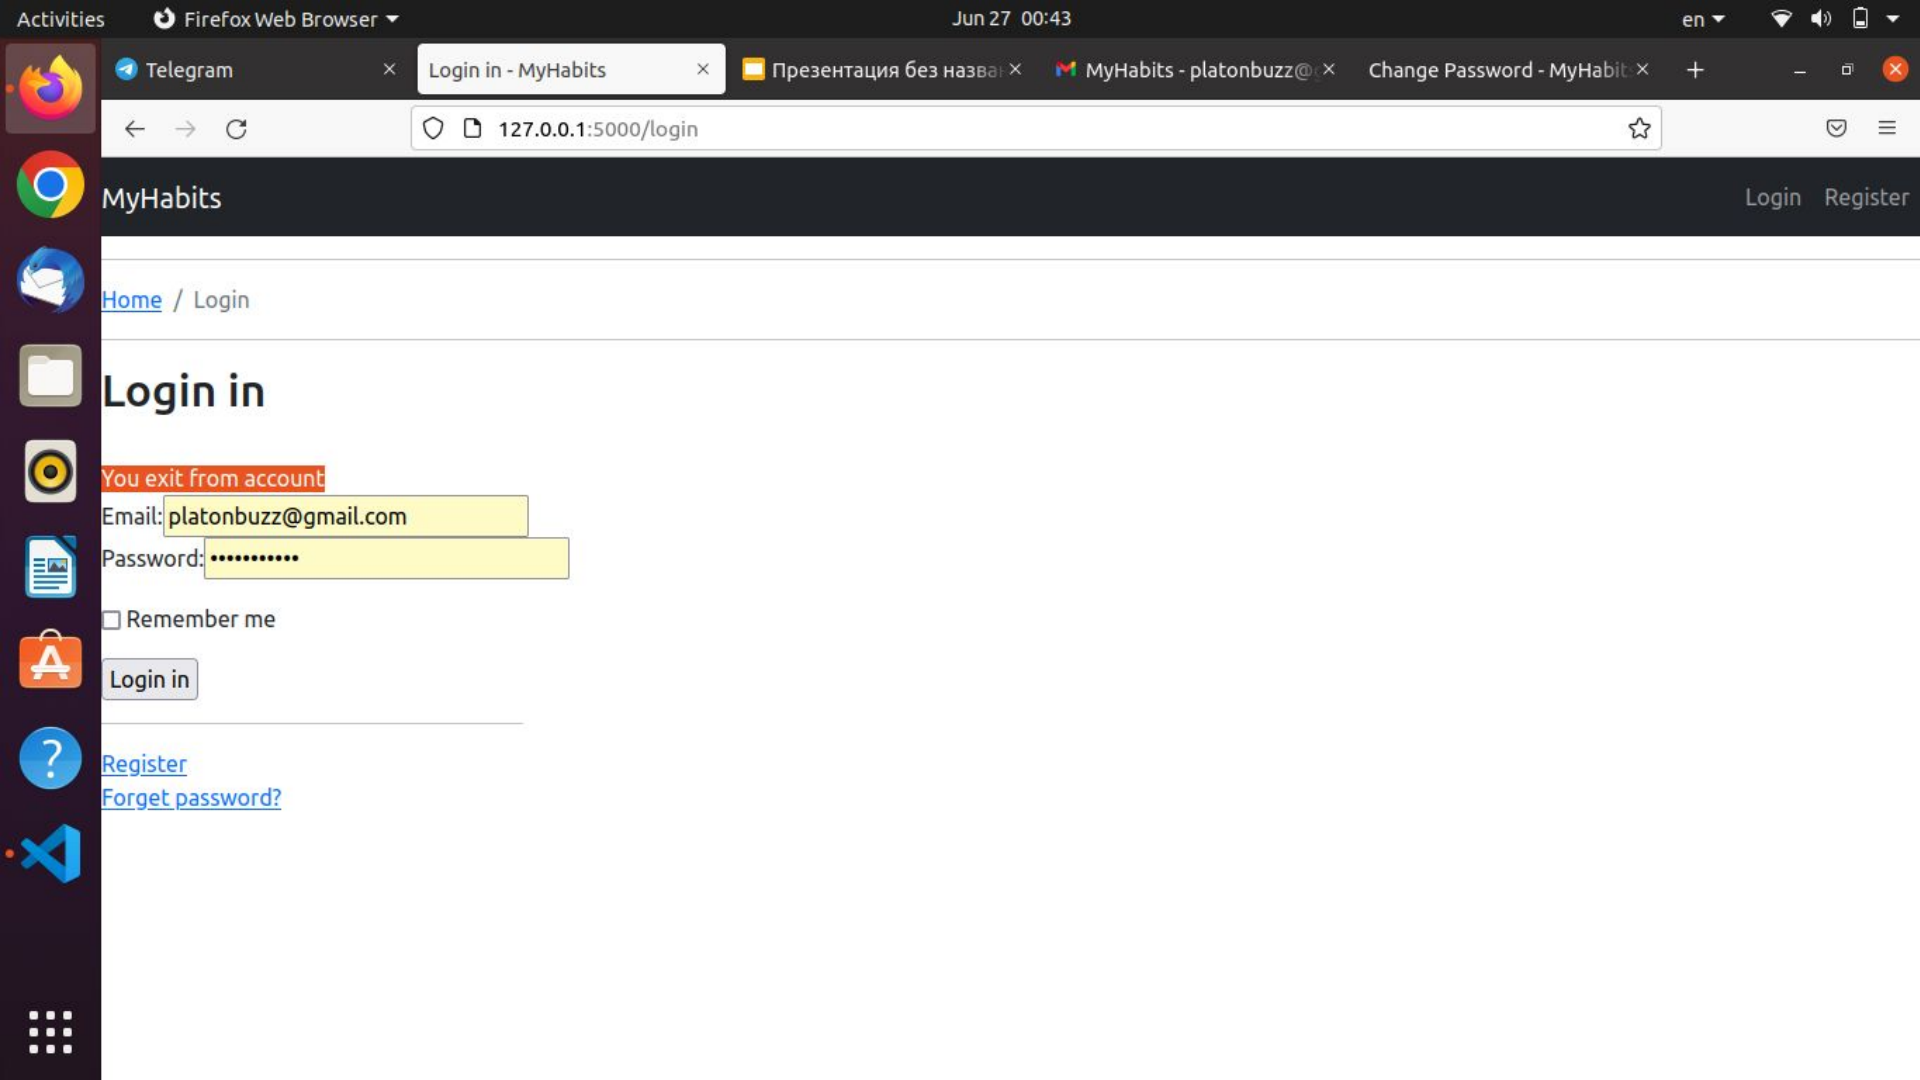 Activities
Firefox Web Browser
Jun 27 00:43
en
Telegram
Login in - MyHabits
Презентация без назва
MyHabits - platonbuzz@
Change Password - MyHabit
127.0.0.1:5000/login
MyHabits
Login
Register
Home / Login
Login in
You exit from account
Email: platonbuzz@gmail.com
Password: •••••••••••
Remember me
Login in
Register
Forget password?